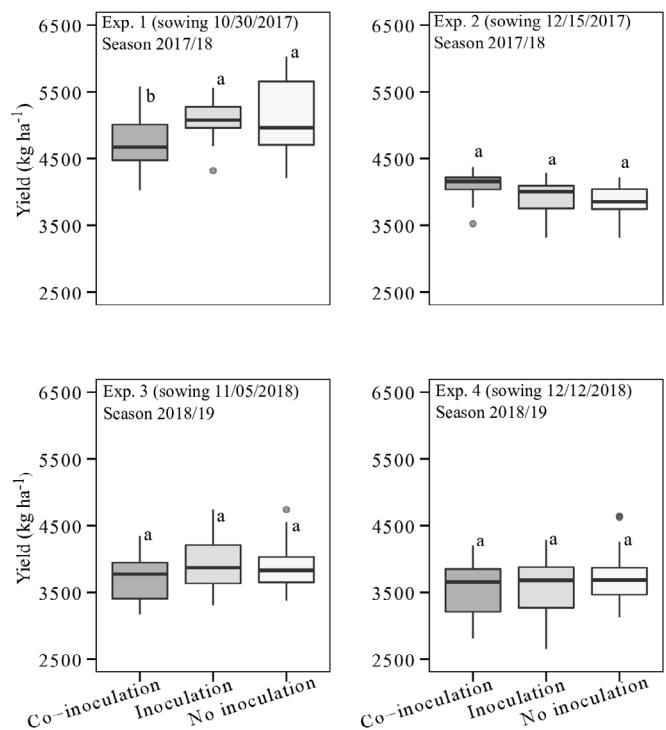 Exp. 1 (sowing 10/30/2017)
Season 2017/18
6500
5500
4500
3500
2500
Yield (kg ha⁻¹)
b
a
a
Exp. 2 (sowing 12/15/2017)
Season 2017/18
6500
5500
4500
3500
2500
a
a
a
Exp. 3 (sowing 11/05/2018)
Season 2018/19
6500
5500
4500
3500
2500
Yield (kg ha⁻¹)
a
a
a
Co−inoculation
Inoculation
No inoculation
Exp. 4 (sowing 12/12/2018)
Season 2018/19
6500
5500
4500
3500
2500
a
a
a
Co−inoculation
Inoculation
No inoculation